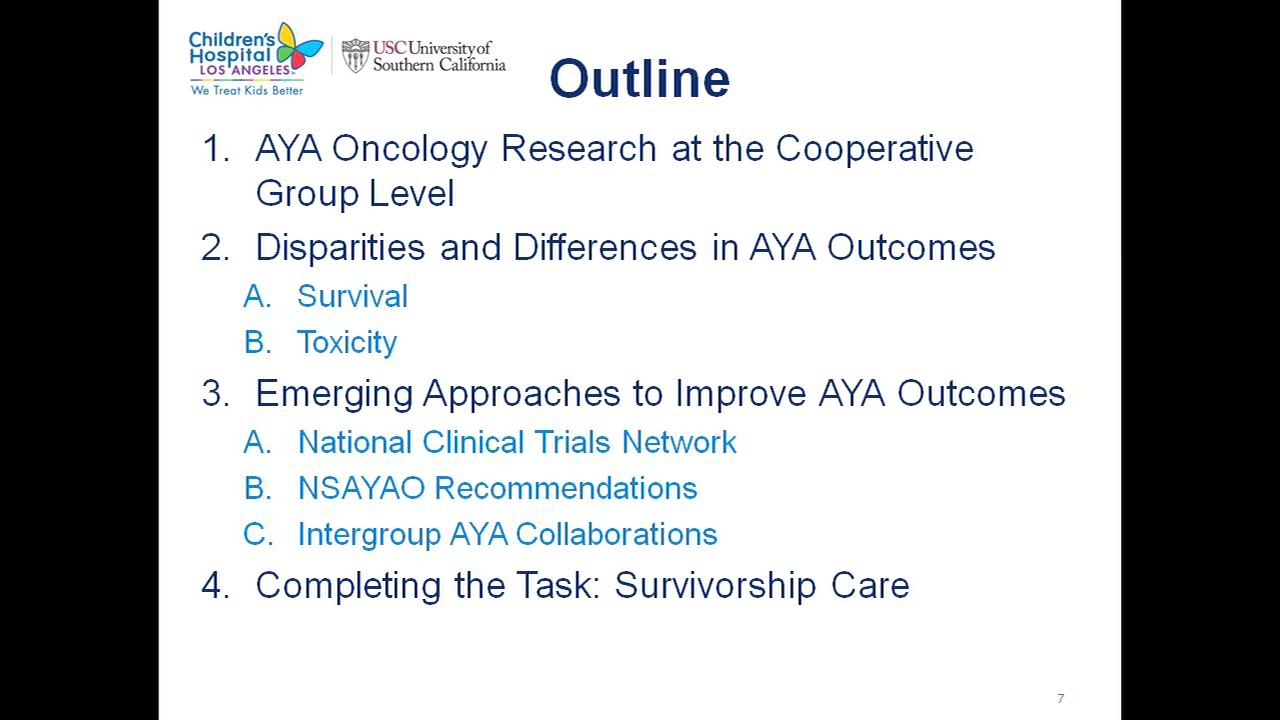 Children's
Hospital
LOS ANGELES
We Treat Kids Better
USC University of
Southern California
Outline
1. AYA Oncology Research at the Cooperative
Group Level
2. Disparities and Differences in AYA Outcomes
A. Survival
B. Toxicity
3. Emerging Approaches to Improve AYA Outcomes
A. National Clinical Trials Network
B. NSAYAO Recommendations
C. Intergroup AYA Collaborations
4. Completing the Task: Survivorship Care
7